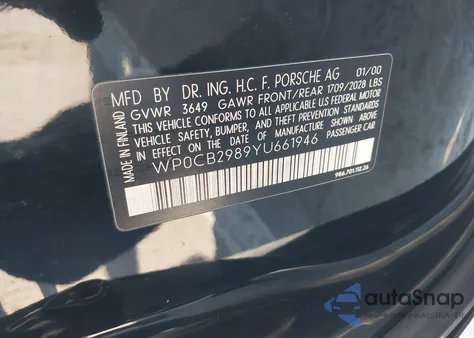 MFD BY DR. ING. H.C. F. PORSCHE AG 01/00
MADE IN FINLAND
GVWR 3649 GAWR FRONT/REAR 1709/2028 LBS
THIS VEHICLE CONFORMS TO ALL APPLICABLE US FEDERAL MOTOR
VEHICLE SAFETY, BUMPER, AND THEFT PREVENTION STANDARDS
IN EFFECT ON THE DATE OF MANUFACTURE SHOWN ABOVE
WP0CB2989YU661946 PASSENGER CAR
986.701.112.26
autoSnap